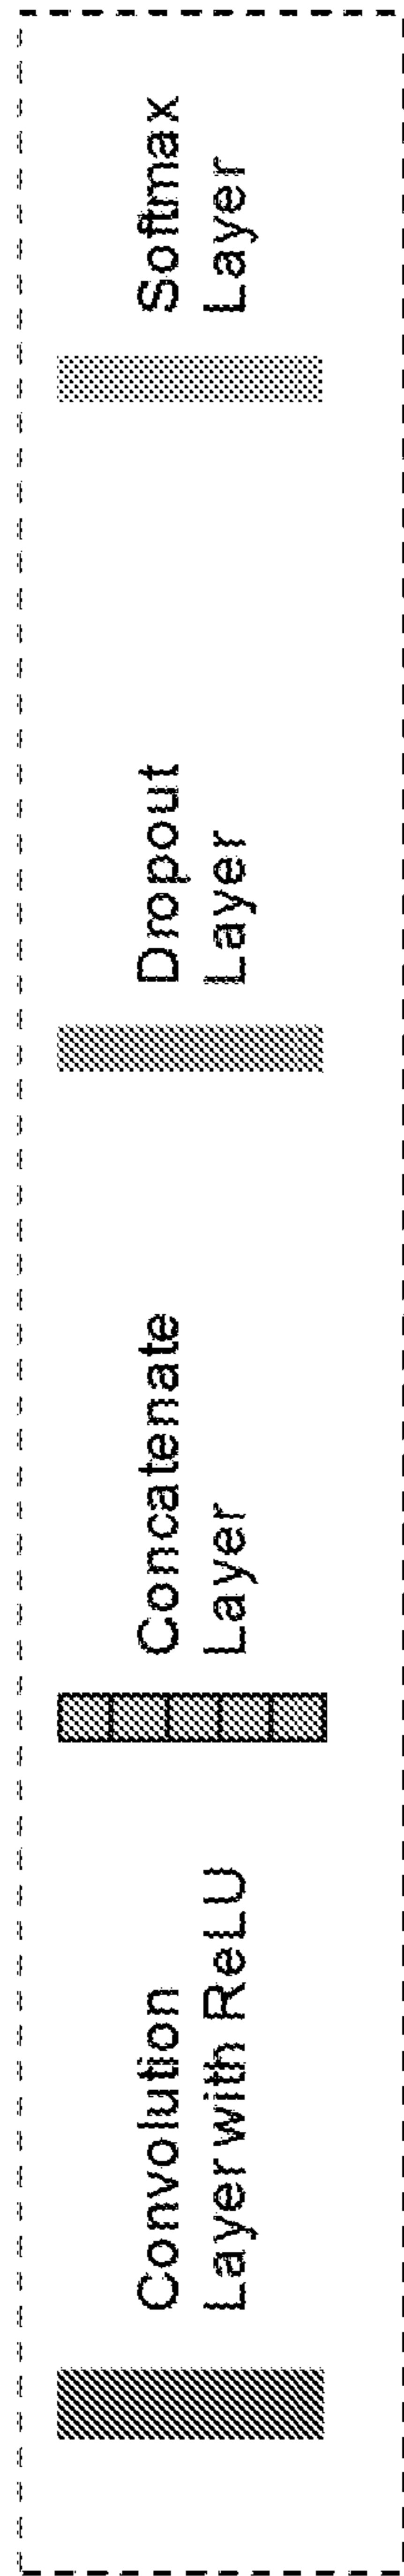 Convolution
Layer with ReLU
Concatenate
Layer
Dropout
Layer
Softmax
Layer